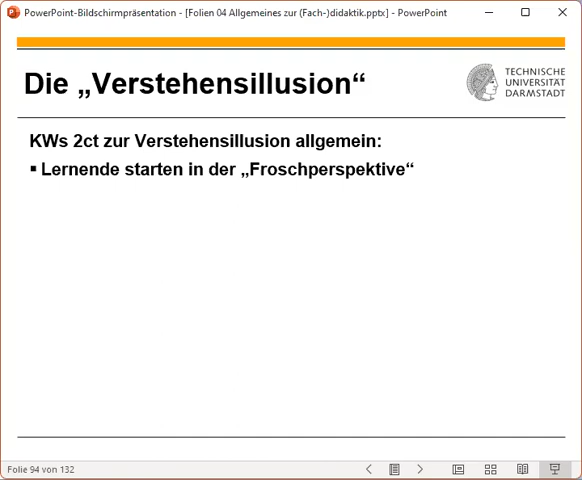 PowerPoint-Bildschirmpräsentation - [Folien 04 Allgemeines zur (Fach-)didaktik.pptx] - PowerPoint
Die „Verstehensillusion“
TECHNISCHE
UNIVERSITÄT
DARMSTADT
KWs 2ct zur Verstehensillusion allgemein:
▪ Lernende starten in der „Froschperspektive“
Folie 94 von 132